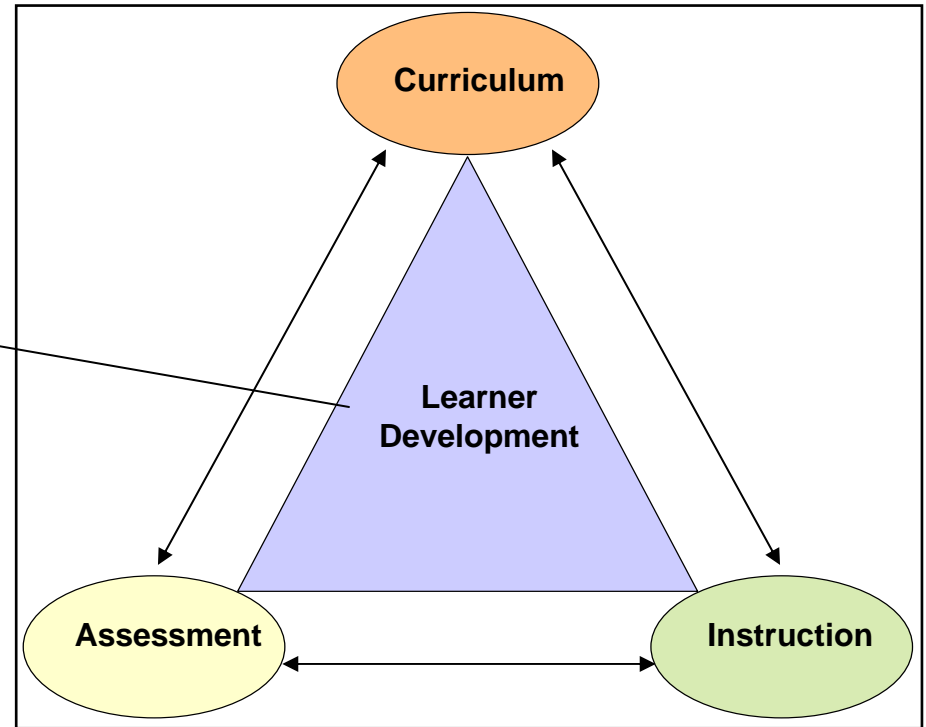 Curriculum
Learner
Development
Assessment
Instruction